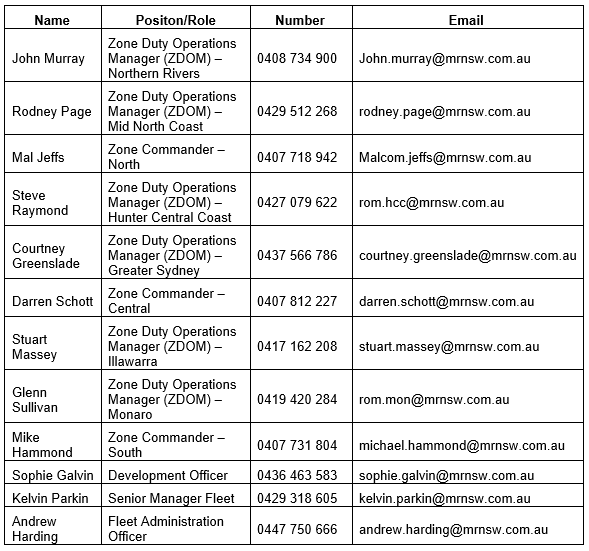 Name Positon/Role Number Email
John Murray Zone Duty Operations Manager (ZDOM) – Northern Rivers 0408 734 900 John.murray@mrnsw.com.au
Rodney Page Zone Duty Operations Manager (ZDOM) – Mid North Coast 0429 512 268 rodney.page@mrnsw.com.au
Mal Jeffs Zone Commander – North 0407 718 942 Malcom.jeffs@mrnsw.com.au
Steve Raymond Zone Duty Operations Manager (ZDOM) – Hunter Central Coast 0427 079 622 rom.hcc@mrnsw.com.au
Courtney Greenslade Zone Duty Operations Manager (ZDOM) – Greater Sydney 0437 566 786 courtney.greenslade@mrnsw.com.au
Darren Schott Zone Commander – Central 0407 812 227 darren.schott@mrnsw.com.au
Stuart Massey Zone Duty Operations Manager (ZDOM) – Illawarra 0417 162 208 stuart.massey@mrnsw.com.au
Glenn Sullivan Zone Duty Operations Manager (ZDOM) – Monaro 0419 420 284 rom.mon@mrnsw.com.au
Mike Hammond Zone Commander – South 0407 731 804 michael.hammond@mrnsw.com.au
Sophie Galvin Development Officer 0436 463 583 sophie.galvin@mrnsw.com.au
Kelvin Parkin Senior Manager Fleet 0429 318 605 kelvin.parkin@mrnsw.com.au
Andrew Harding Fleet Administration Officer 0447 750 666 andrew.harding@mrnsw.com.au